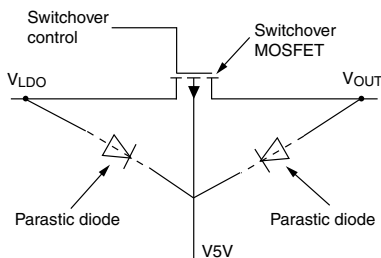 Switchover
control
Switchover
MOSFET
VLDO
VOUT
Parastic diode
Parastic diode
V5V